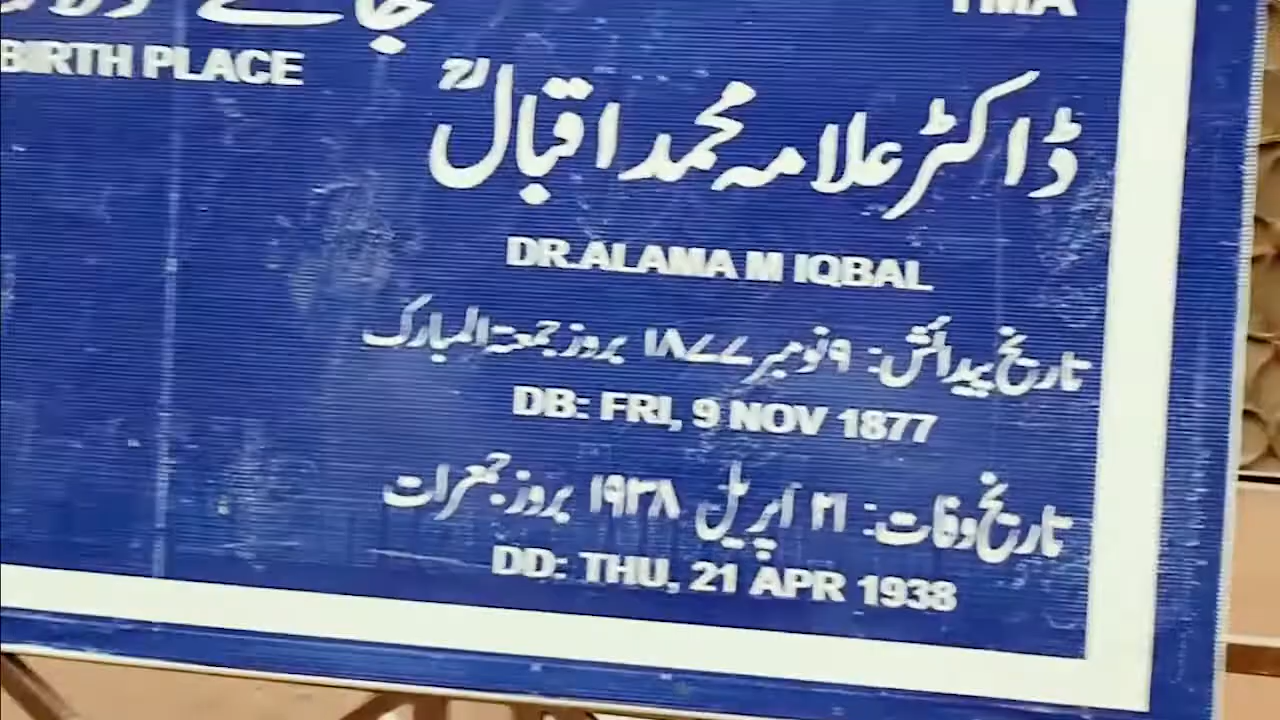 TMA
BIRTH PLACE
ڈاکٹر علامہ محمد اقبالؒ
DR.ALAMA M IQBAL
تاریخ پیدائش: ۹ نومبر ۱۸۷۷ بروز جمعۃ المبارک
DB: FRI, 9 NOV 1877
تاریخ وفات: ۲۱ اپریل ۱۹۳۸ بروز جمعرات
DD: THU, 21 APR 1938